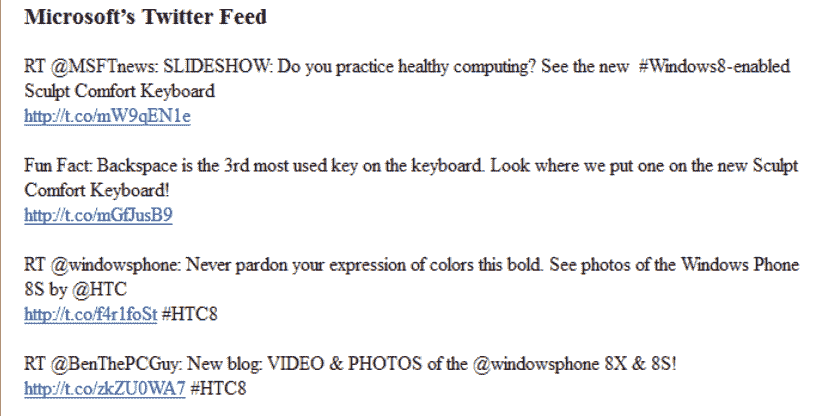 Microsoft's Twitter Feed
RT @MSFTnews: SLIDESHOW: Do you practice healthy computing? See the new #Windows8-enabled
Sculpt Comfort Keyboard
http://t.co/mW9qEN1e
Fun Fact: Backspace is the 3rd most used key on the keyboard. Look where we put one on the new Sculpt
Comfort Keyboard!
http://t.co/mGfJusB9
RT @windowsphone: Never pardon your expression of colors this bold. See photos of the Windows Phone
8S by @HTC
http://t.co/f4r1foSt #HTC8
RT @BenThePCGuy: New blog: VIDEO & PHOTOS of the @windowsphone 8X & 8S!
http://t.co/zkZU0WA7 #HTC8